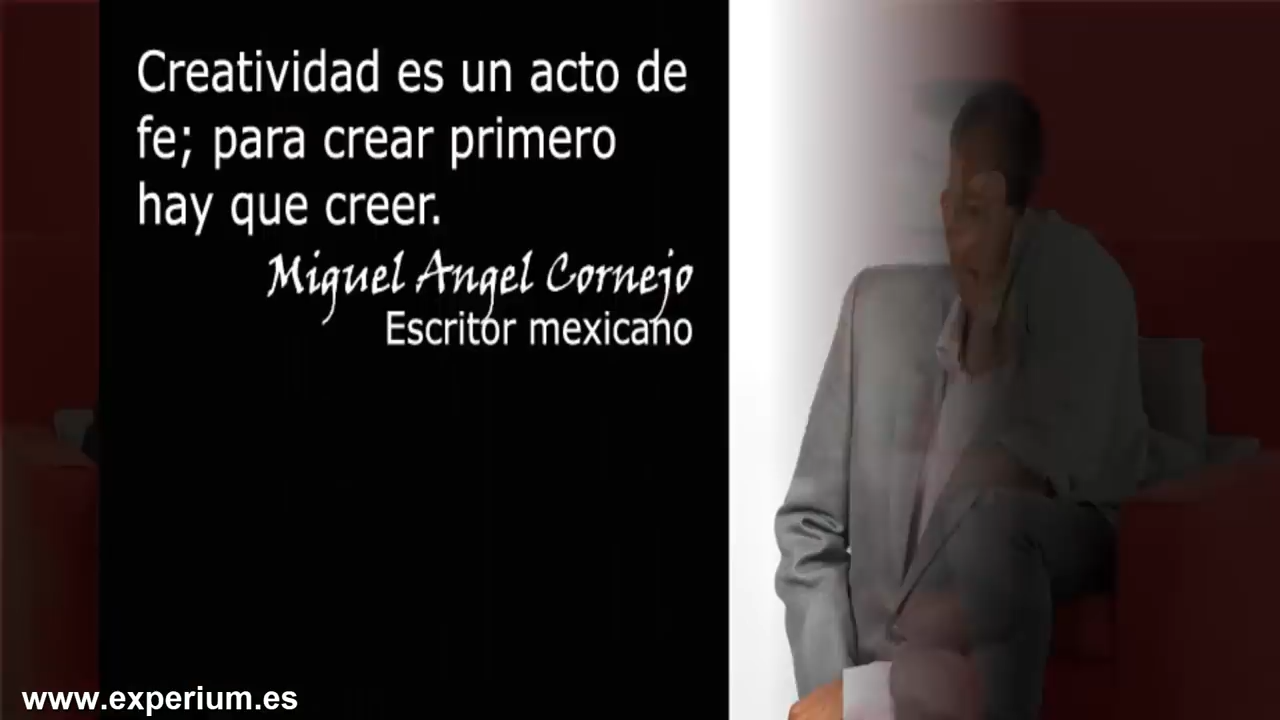 Creatividad es un acto de
fe; para crear primero
hay que creer.
Miguel Angel Cornejo
Escritor mexicano
www.experium.es